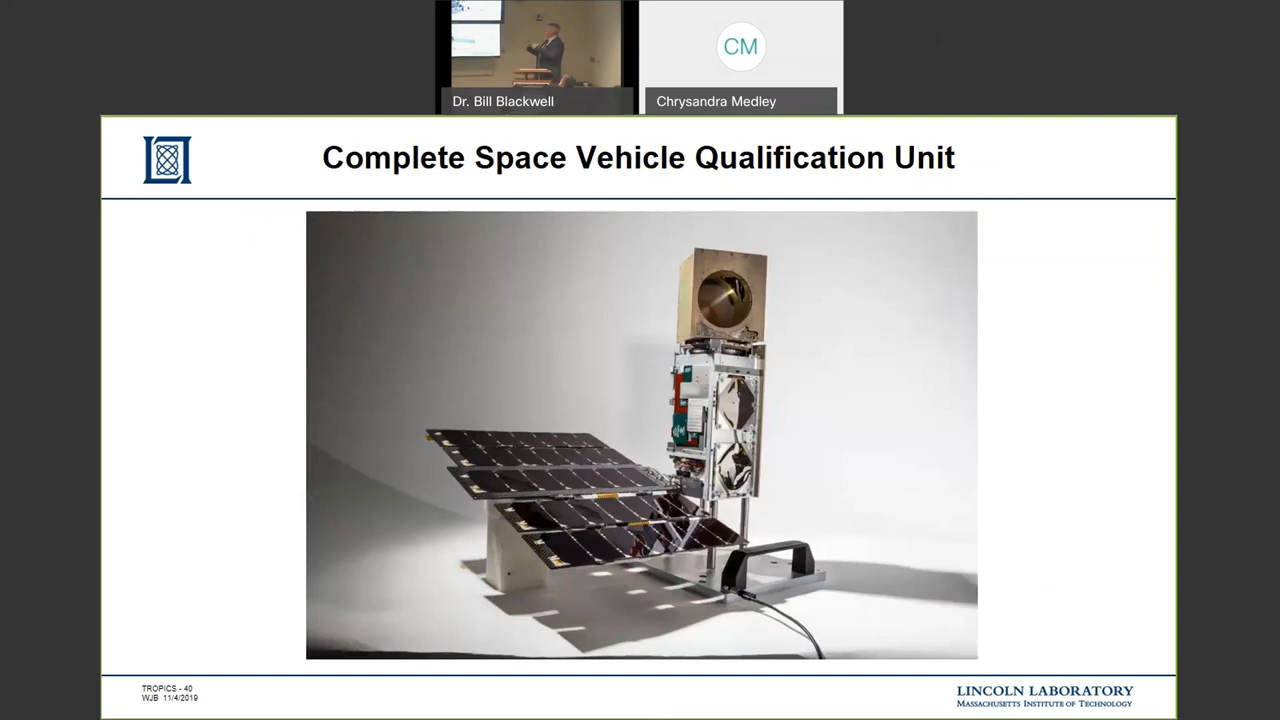 Dr. Bill Blackwell
CM
Chrysandra Medley
Complete Space Vehicle Qualification Unit
TROPICS - 40
WJB 11/4/2019
LINCOLN LABORATORY
MASSACHUSETTS INSTITUTE OF TECHNOLOGY